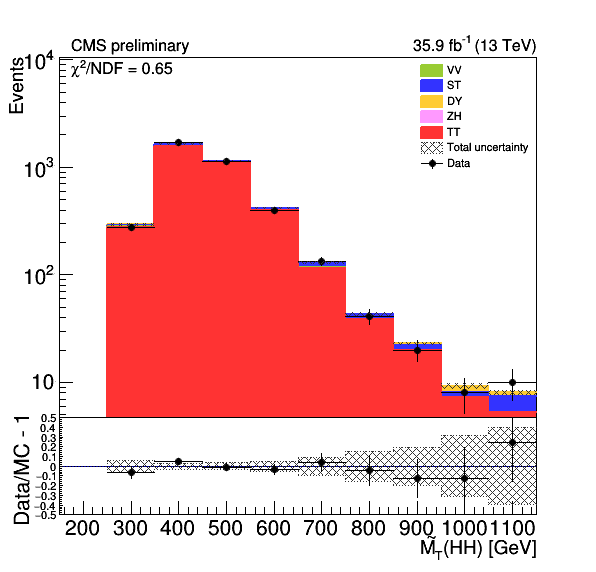 CMS preliminary 35.9 fb⁻¹ (13 TeV)
Events
χ²/NDF = 0.65
10⁴
10³
10²
10
VV
ST
DY
ZH
TT
Total uncertainty
Data
Data/MC - 1
0.5
0.4
0.3
0.2
0.1
0
−0.1
−0.2
−0.3
−0.4
−0.5
200 300 400 500 600 700 800 900 1000 1100
M̃_T(HH) [GeV]